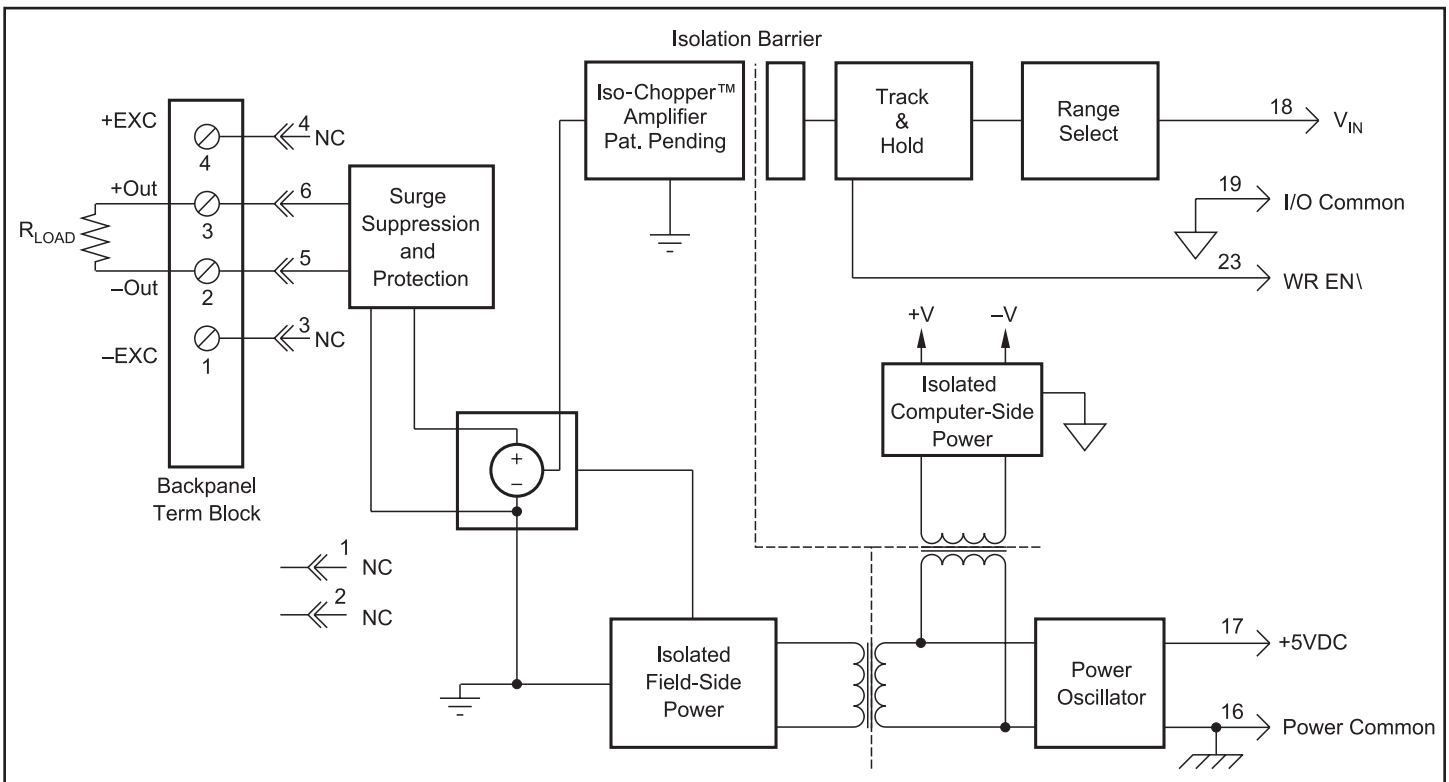 Isolation Barrier
Iso-Chopper™
Amplifier
Pat. Pending
Track
&
Hold
Range
Select
18
V_IN
19
I/O Common
23
WR EN\
+EXC
4
4
NC
+Out
3
6
R_LOAD
–Out
2
5
–EXC
1
3
NC
Surge
Suppression
and
Protection
Backpanel
Term Block
+
–
1
NC
2
NC
+V
–V
Isolated
Computer-Side
Power
Isolated
Field-Side
Power
Power
Oscillator
17
+5VDC
16
Power Common